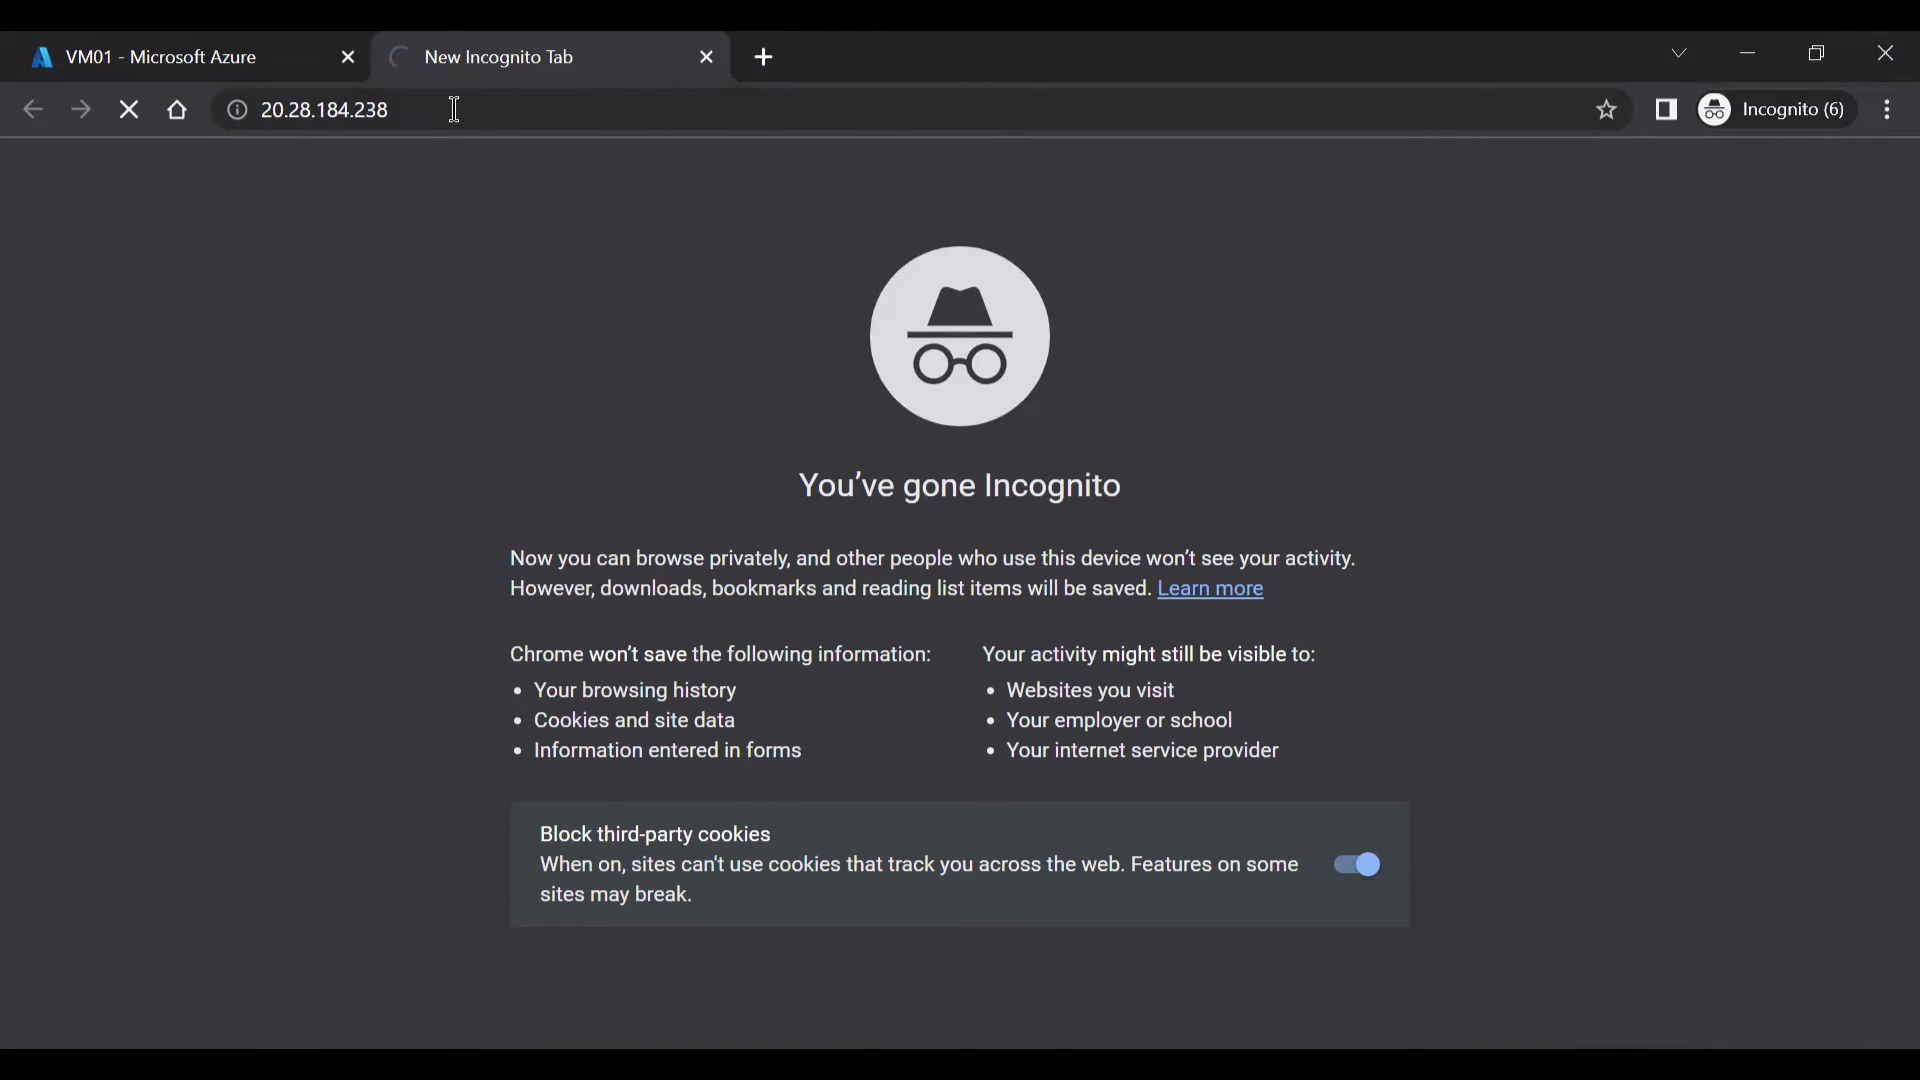 VM01 - Microsoft Azure
New Incognito Tab
20.28.184.238
Incognito (6)
You've gone Incognito
Now you can browse privately, and other people who use this device won't see your activity.
However, downloads, bookmarks and reading list items will be saved. Learn more
Chrome won't save the following information:
Your browsing history
Cookies and site data
Information entered in forms
Your activity might still be visible to:
Websites you visit
Your employer or school
Your internet service provider
Block third-party cookies
When on, sites can't use cookies that track you across the web. Features on some
sites may break.